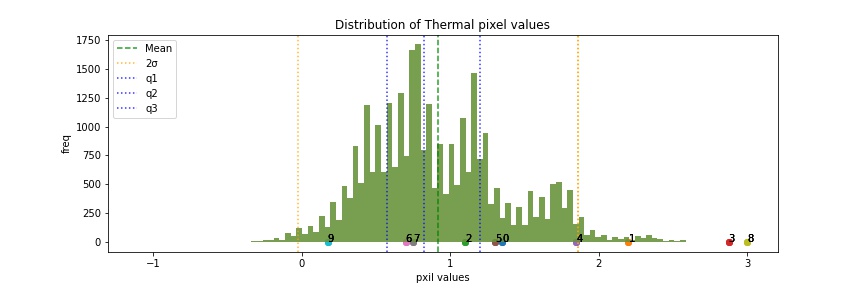 Distribution of Thermal pixel values
1750
1500
1250
1000
750
500
250
0
freq
Mean
2σ
q1
q2
q3
9 6 7 2 5 0 4 1 3 8
−1 0 1 2 3
pxil values